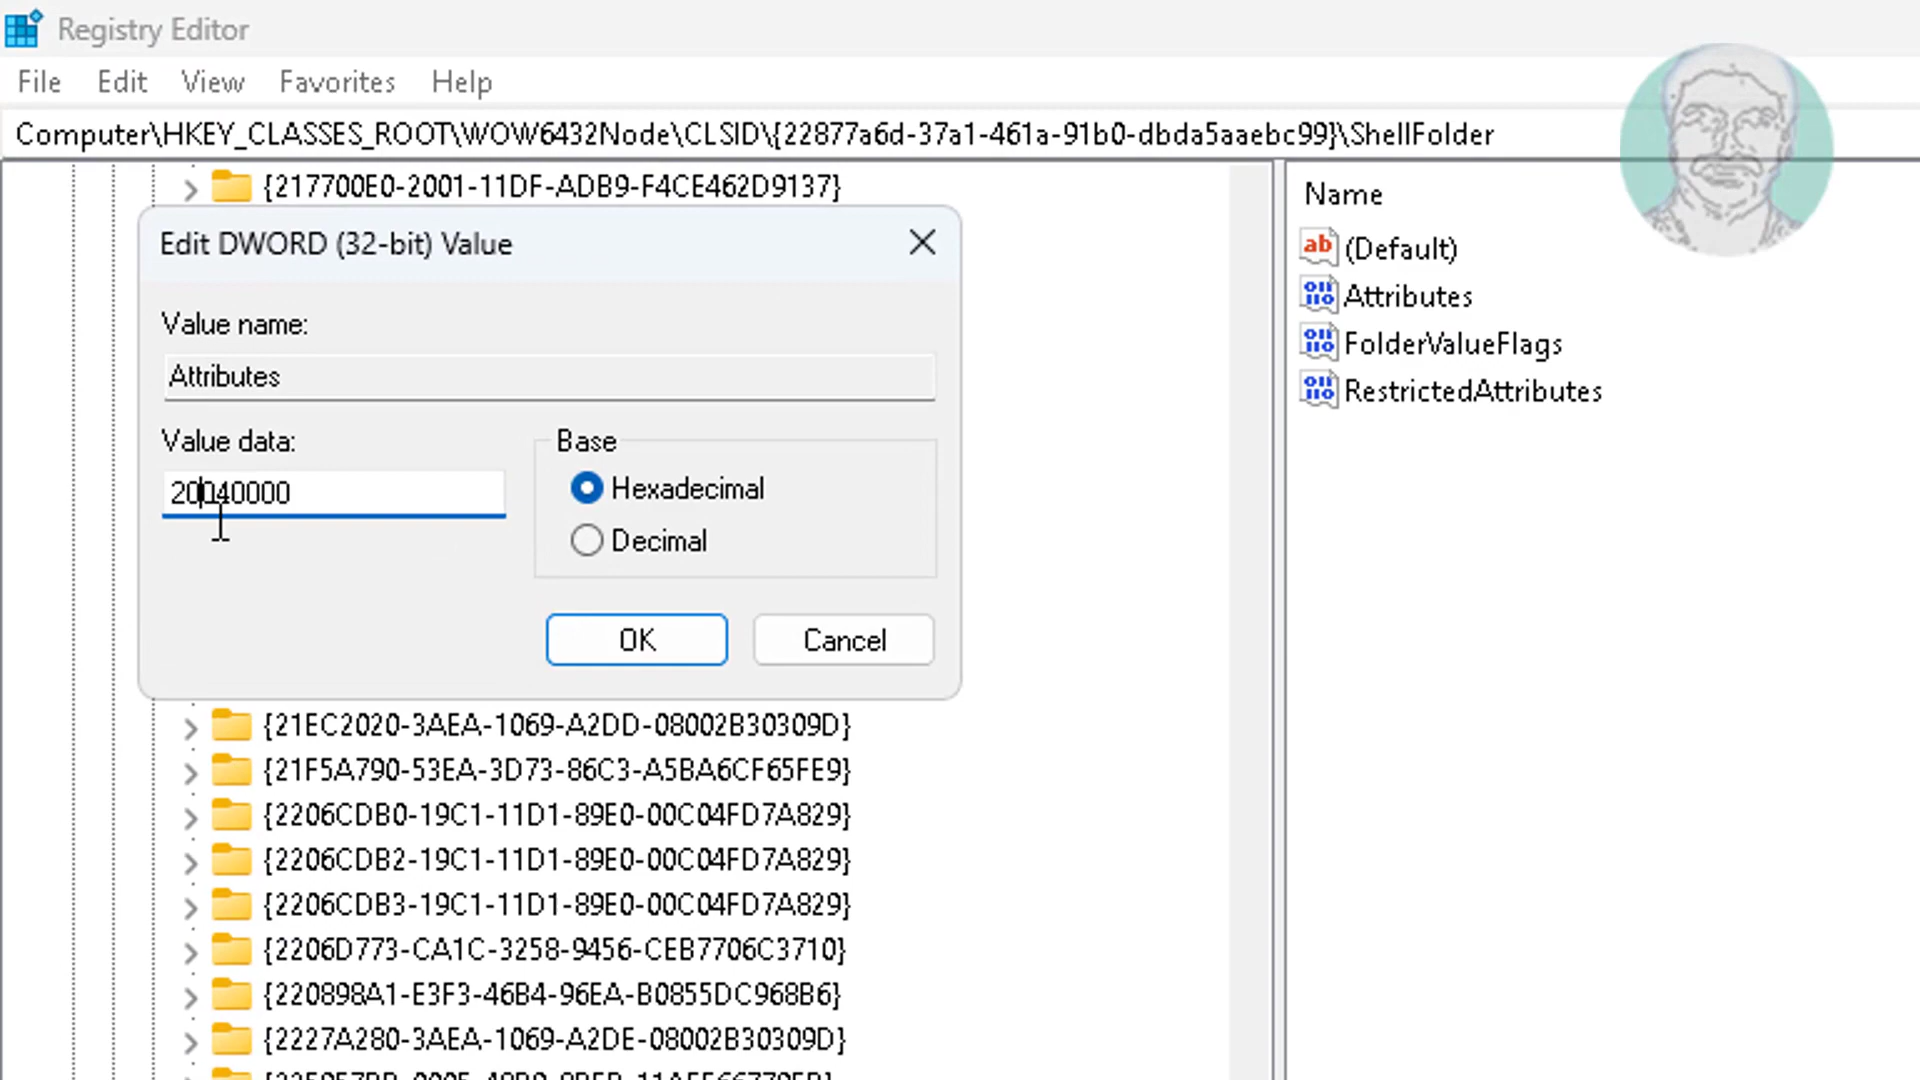 Registry Editor
File Edit View Favorites Help
Computer\HKEY_CLASSES_ROOT\WOW6432Node\CLSID\{22877a6d-37a1-461a-91b0-dbda5aaebc99}\ShellFolder
{217700E0-2001-11DF-ADB9-F4CE462D9137}
Edit DWORD (32-bit) Value
Value name:
Attributes
Value data:
20040000
Base
Hexadecimal
Decimal
OK Cancel
{21EC2020-3AEA-1069-A2DD-08002B30309D}
{21F5A790-53EA-3D73-86C3-A5BA6CF65FE9}
{2206CDB0-19C1-11D1-89E0-00C04FD7A829}
{2206CDB2-19C1-11D1-89E0-00C04FD7A829}
{2206CDB3-19C1-11D1-89E0-00C04FD7A829}
{2206D773-CA1C-3258-9456-CEB7706C3710}
{220898A1-E3F3-46B4-96EA-B0855DC968B6}
{2227A280-3AEA-1069-A2DE-08002B30309D}
Name
(Default)
Attributes
FolderValueFlags
RestrictedAttributes